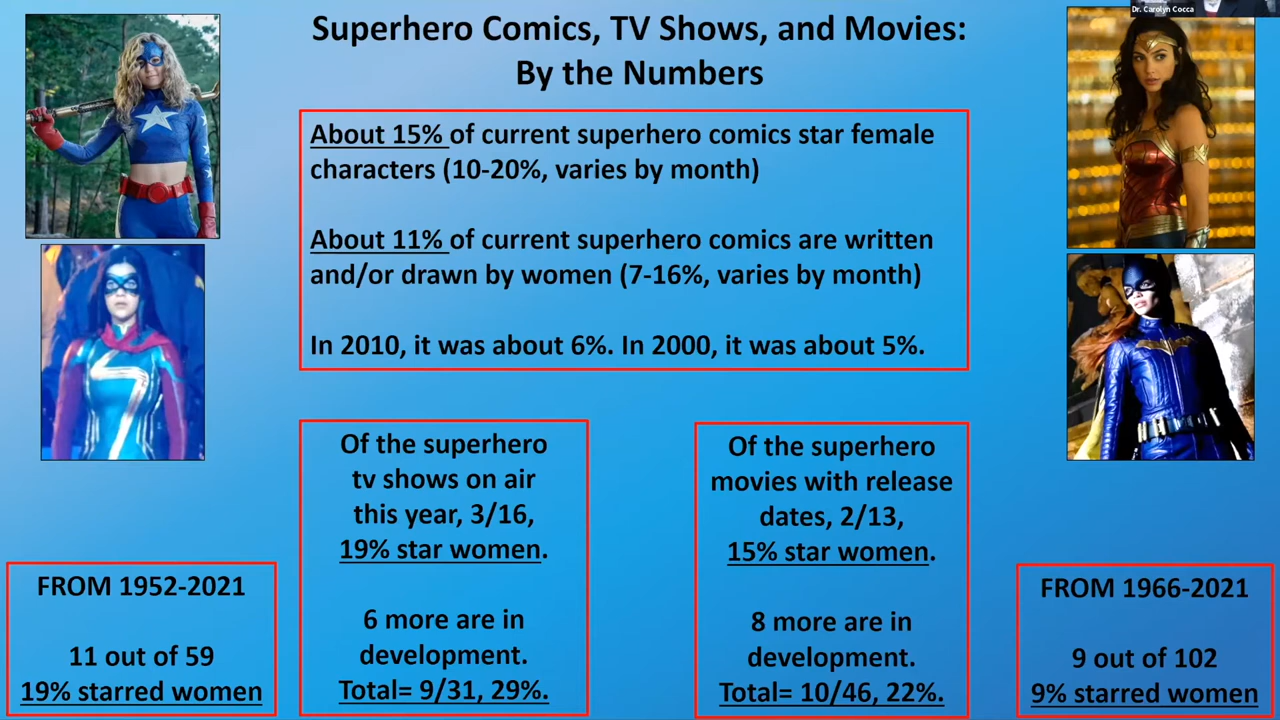 Dr. Carolyn Cocca
Superhero Comics, TV Shows, and Movies:
By the Numbers
About 15% of current superhero comics star female
characters (10-20%, varies by month)
About 11% of current superhero comics are written
and/or drawn by women (7-16%, varies by month)
In 2010, it was about 6%. In 2000, it was about 5%.
Of the superhero
tv shows on air
this year, 3/16,
19% star women.
6 more are in
development.
Total= 9/31, 29%.
Of the superhero
movies with release
dates, 2/13,
15% star women.
8 more are in
development.
Total= 10/46, 22%.
FROM 1952-2021
11 out of 59
19% starred women
FROM 1966-2021
9 out of 102
9% starred women